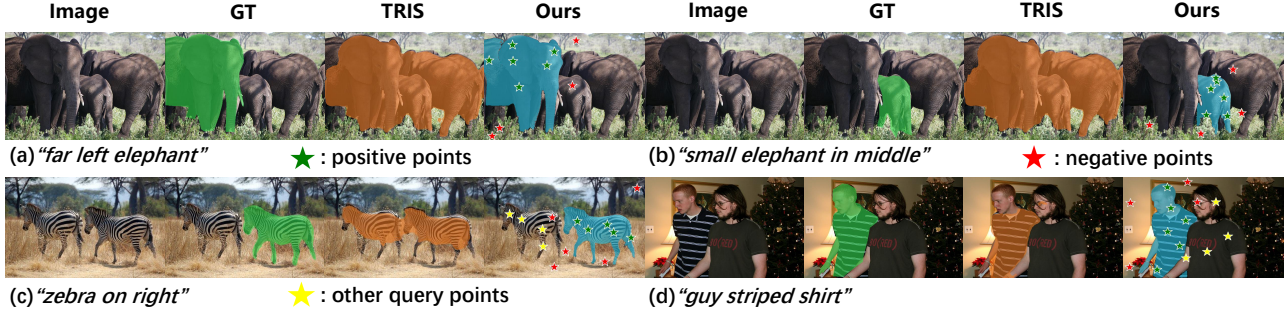 Image GT TRIS Ours Image GT TRIS Ours
(a) "far left elephant" ★ : positive points (b) "small elephant in middle" ★ : negative points
(c) "zebra on right" ★ : other query points (d) "guy striped shirt"